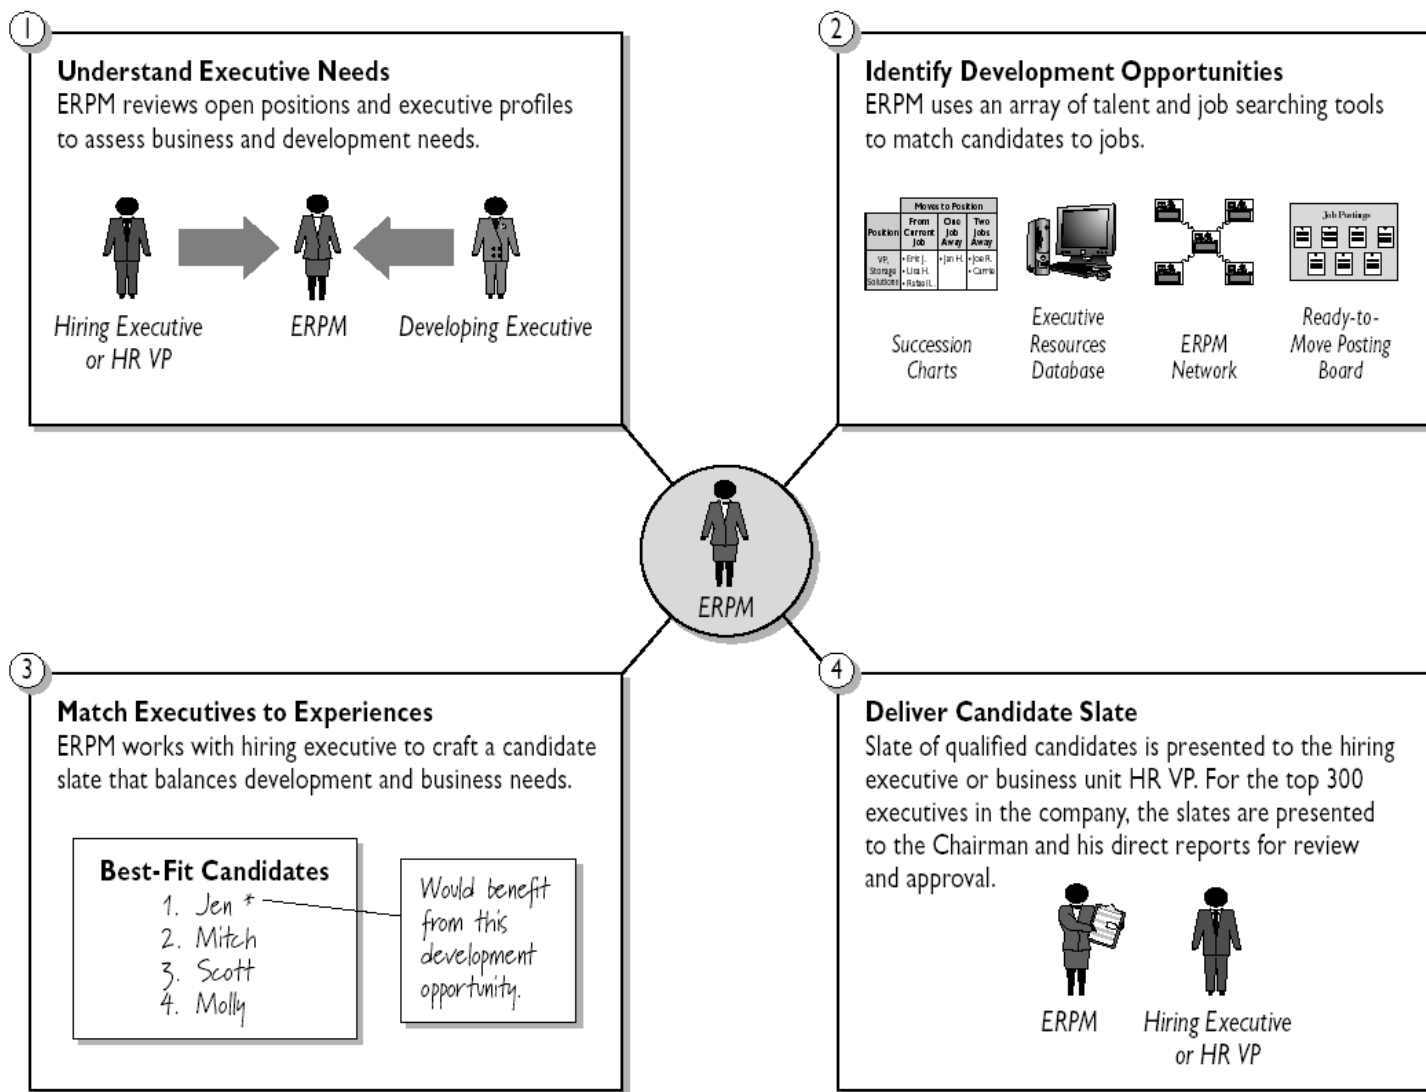 1
Understand Executive Needs
ERPM reviews open positions and executive profiles
to assess business and development needs.
Hiring Executive
or HR VP
ERPM
Developing Executive
2
Identify Development Opportunities
ERPM uses an array of talent and job searching tools
to match candidates to jobs.
Moves to Position
Position
From
Current
Job
One
Job
Away
Two
Jobs
Away
VP,
Storage
Solutions
• Eric J.
• Lisa H.
• Jan H.
• Joe R.
• Carrie
Succession
Charts
Executive
Resources
Database
ERPM
Network
Job Postings
Ready-to-
Move Posting
Board
ERPM
3
Match Executives to Experiences
ERPM works with hiring executive to craft a candidate
slate that balances development and business needs.
Best-Fit Candidates
1. Jen *
2. Mitch
3. Scott
4. Molly
Would benefit
from this
development
opportunity.
4
Deliver Candidate Slate
Slate of qualified candidates is presented to the hiring
executive or business unit HR VP. For the top 300
executives in the company, the slates are presented
to the Chairman and his direct reports for review
and approval.
ERPM
Hiring Executive
or HR VP